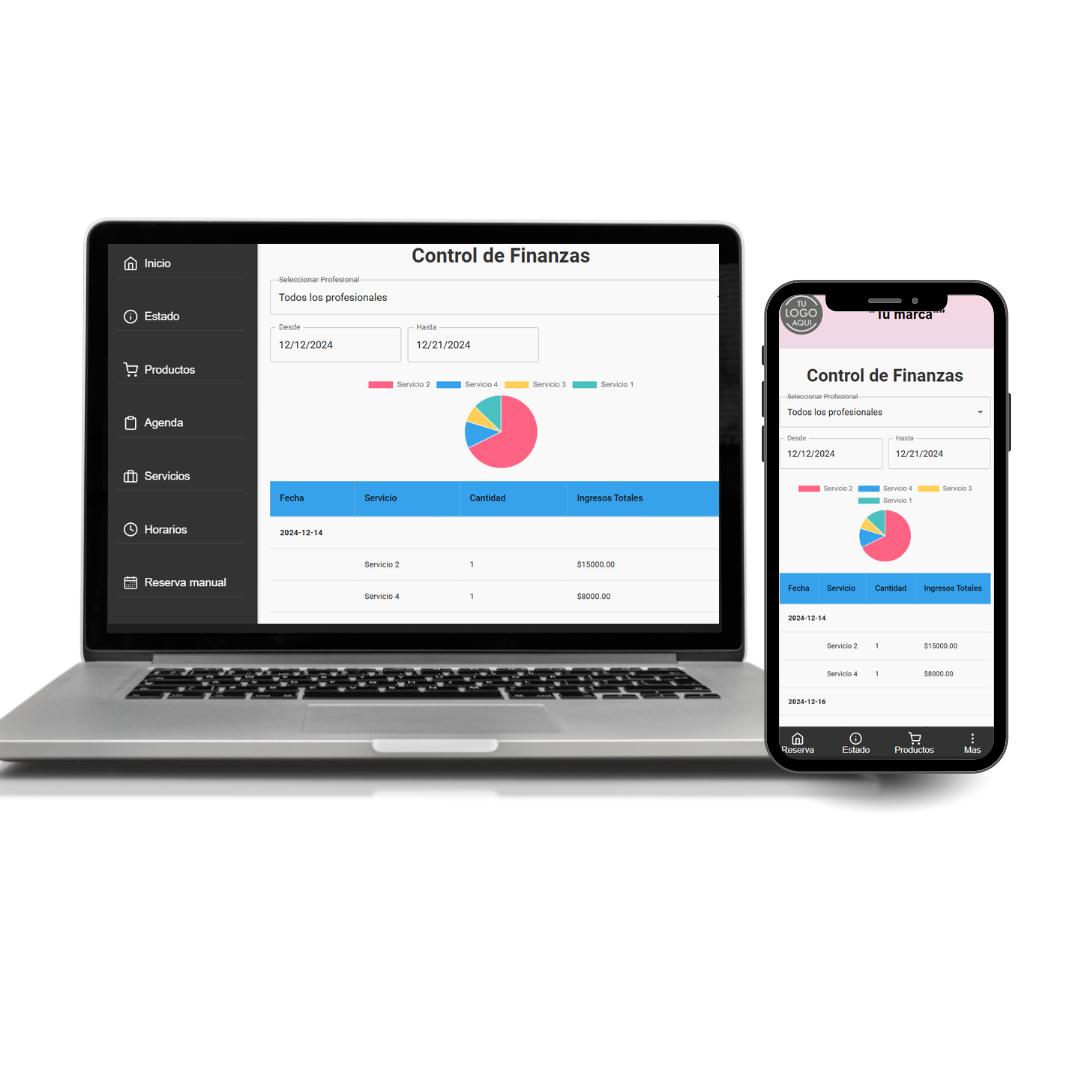 Inicio
Estado
Productos
Agenda
Servicios
Horarios
Reserva manual
Control de Finanzas
Seleccionar Profesional
Todos los profesionales
Desde
Hasta
12/12/2024
12/21/2024
Servicio 2 Servicio 4 Servicio 3 Servicio 1
Fecha Servicio Cantidad Ingresos Totales
2024-12-14
Servicio 2 1 $15000.00
Servicio 4 1 $8000.00
TU
LOGO
AQUI
"Tu marca""
Control de Finanzas
Seleccionar Profesional
Todos los profesionales
Desde
Hasta
12/12/2024
12/21/2024
Servicio 2 Servicio 4 Servicio 3
Servicio 1
Fecha Servicio Cantidad Ingresos Totales
2024-12-14
Servicio 2 1 $15000.00
Servicio 4 1 $8000.00
2024-12-16
Reserva Estado Productos Mas